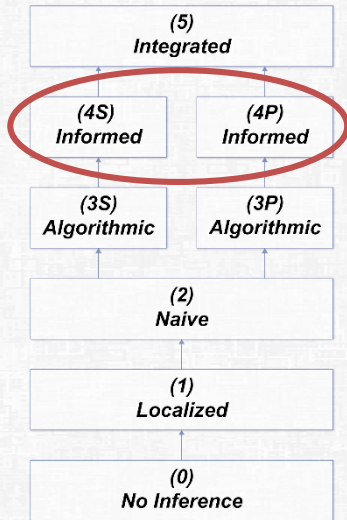 (5)
Integrated
(4S)
Informed
(4P)
Informed
(3S)
Algorithmic
(3P)
Algorithmic
(2)
Naive
(1)
Localized
(0)
No Inference